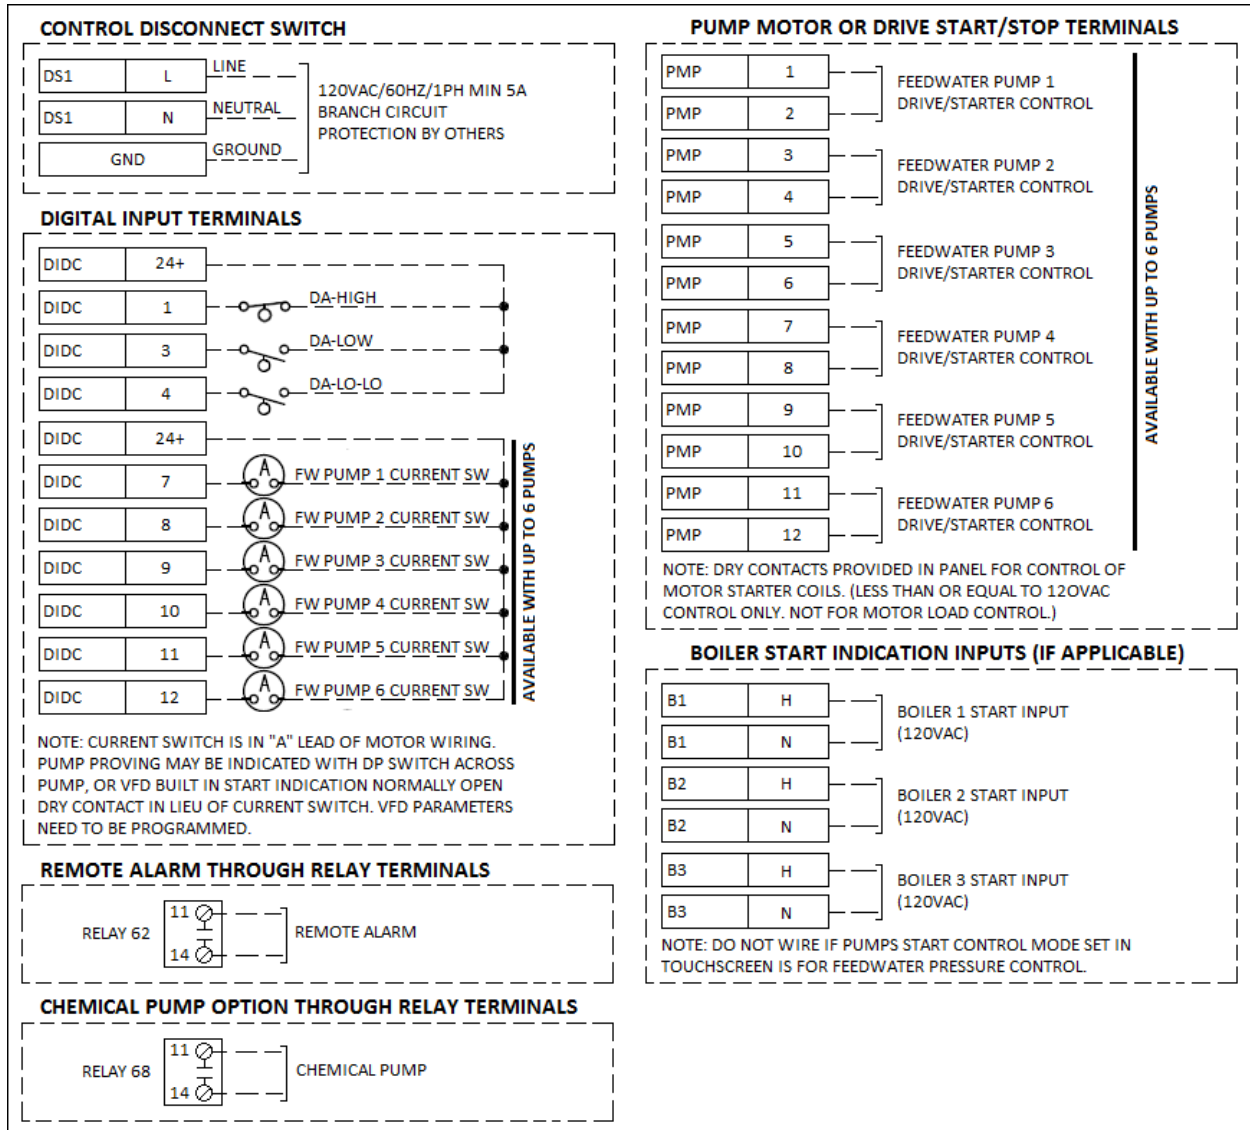 CONTROL DISCONNECT SWITCH
DS1 L LINE
DS1 N NEUTRAL
GND GROUND
120VAC/60HZ/1PH MIN 5A
BRANCH CIRCUIT
PROTECTION BY OTHERS
DIGITAL INPUT TERMINALS
DIDC 24+
DIDC 1 DA-HIGH
DIDC 3 DA-LOW
DIDC 4 DA-LO-LO
DIDC 24+
DIDC 7 A FW PUMP 1 CURRENT SW
DIDC 8 A FW PUMP 2 CURRENT SW
DIDC 9 A FW PUMP 3 CURRENT SW
DIDC 10 A FW PUMP 4 CURRENT SW
DIDC 11 A FW PUMP 5 CURRENT SW
DIDC 12 A FW PUMP 6 CURRENT SW
AVAILABLE WITH UP TO 6 PUMPS
NOTE: CURRENT SWITCH IS IN "A" LEAD OF MOTOR WIRING.
PUMP PROVING MAY BE INDICATED WITH DP SWITCH ACROSS
PUMP, OR VFD BUILT IN START INDICATION NORMALLY OPEN
DRY CONTACT IN LIEU OF CURRENT SWITCH. VFD PARAMETERS
NEED TO BE PROGRAMMED.
REMOTE ALARM THROUGH RELAY TERMINALS
RELAY 62
11
14
REMOTE ALARM
CHEMICAL PUMP OPTION THROUGH RELAY TERMINALS
RELAY 68
11
14
CHEMICAL PUMP
PUMP MOTOR OR DRIVE START/STOP TERMINALS
PMP 1
PMP 2
FEEDWATER PUMP 1
DRIVE/STARTER CONTROL
PMP 3
PMP 4
FEEDWATER PUMP 2
DRIVE/STARTER CONTROL
PMP 5
PMP 6
FEEDWATER PUMP 3
DRIVE/STARTER CONTROL
PMP 7
PMP 8
FEEDWATER PUMP 4
DRIVE/STARTER CONTROL
PMP 9
PMP 10
FEEDWATER PUMP 5
DRIVE/STARTER CONTROL
PMP 11
PMP 12
FEEDWATER PUMP 6
DRIVE/STARTER CONTROL
AVAILABLE WITH UP TO 6 PUMPS
NOTE: DRY CONTACTS PROVIDED IN PANEL FOR CONTROL OF
MOTOR STARTER COILS. (LESS THAN OR EQUAL TO 12OVAC
CONTROL ONLY. NOT FOR MOTOR LOAD CONTROL.)
BOILER START INDICATION INPUTS (IF APPLICABLE)
B1 H
B1 N
BOILER 1 START INPUT
(120VAC)
B2 H
B2 N
BOILER 2 START INPUT
(120VAC)
B3 H
B3 N
BOILER 3 START INPUT
(120VAC)
NOTE: DO NOT WIRE IF PUMPS START CONTROL MODE SET IN
TOUCHSCREEN IS FOR FEEDWATER PRESSURE CONTROL.